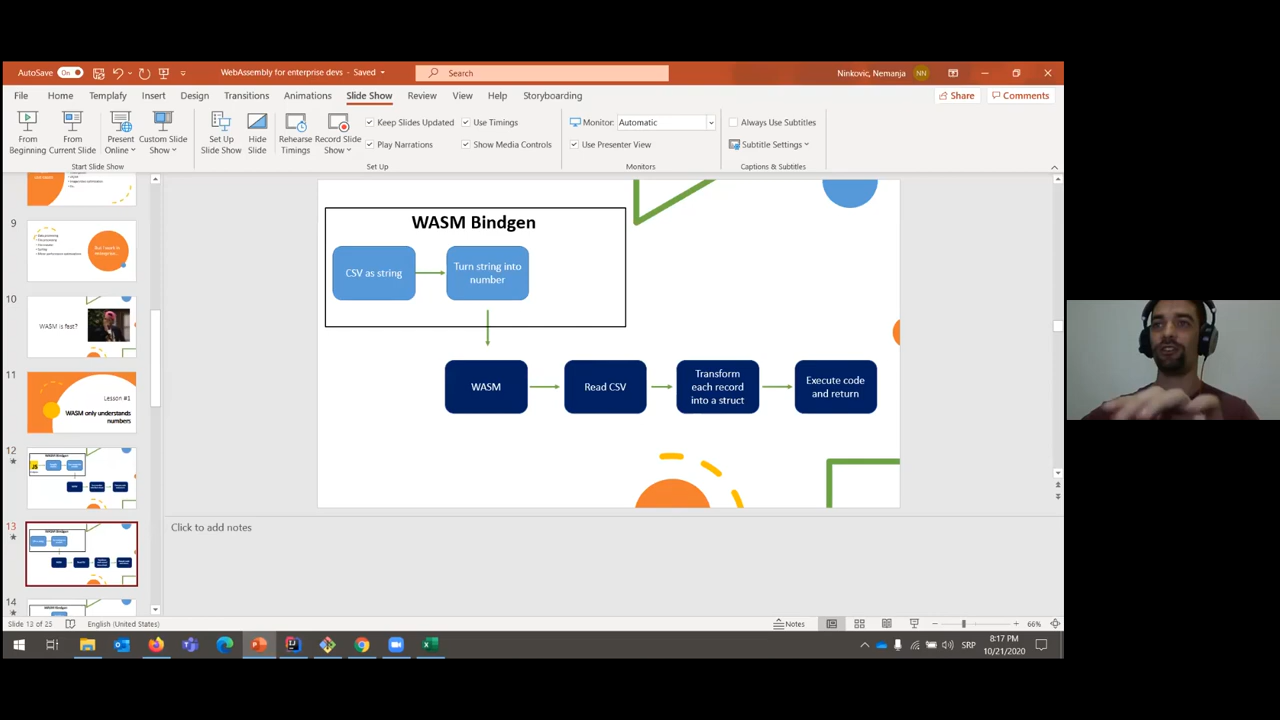 AutoSave On
WebAssembly for enterprise devs - Saved
Search
Ninkovic, Nemanja NN
File Home Templafy Insert Design Transitions Animations Slide Show Review View Help Storyboarding
Share Comments
From Beginning
From Current Slide
Present Online
Custom Slide Show
Set Up Slide Show
Hide Slide
Rehearse Timings
Record Slide Show
Keep Slides Updated
Play Narrations
Use Timings
Show Media Controls
Monitor: Automatic
Use Presenter View
Always Use Subtitles
Subtitle Settings
Start Slide Show
Set Up
Monitors
Captions & Subtitles
9
10
WASM is fast?
11
Lesson #1
WASM only understands
numbers
12
13
14
WASM Bindgen
CSV as string
Turn string into
number
WASM
Read CSV
Transform
each record
into a struct
Execute code
and return
Click to add notes
Slide 13 of 25 English (United States)
Notes
66%
SRP
8:17 PM
10/21/2020